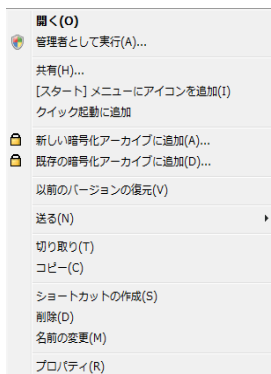 開く(O)
管理者として実行(A)...
共有(H)...
[スタート] メニューにアイコンを追加(I)
クイック起動に追加
新しい暗号化アーカイブに追加(A)...
既存の暗号化アーカイブに追加(D)...
以前のバージョンの復元(V)
送る(N)
切り取り(T)
コピー(C)
ショートカットの作成(S)
削除(D)
名前の変更(M)
プロパティ(R)